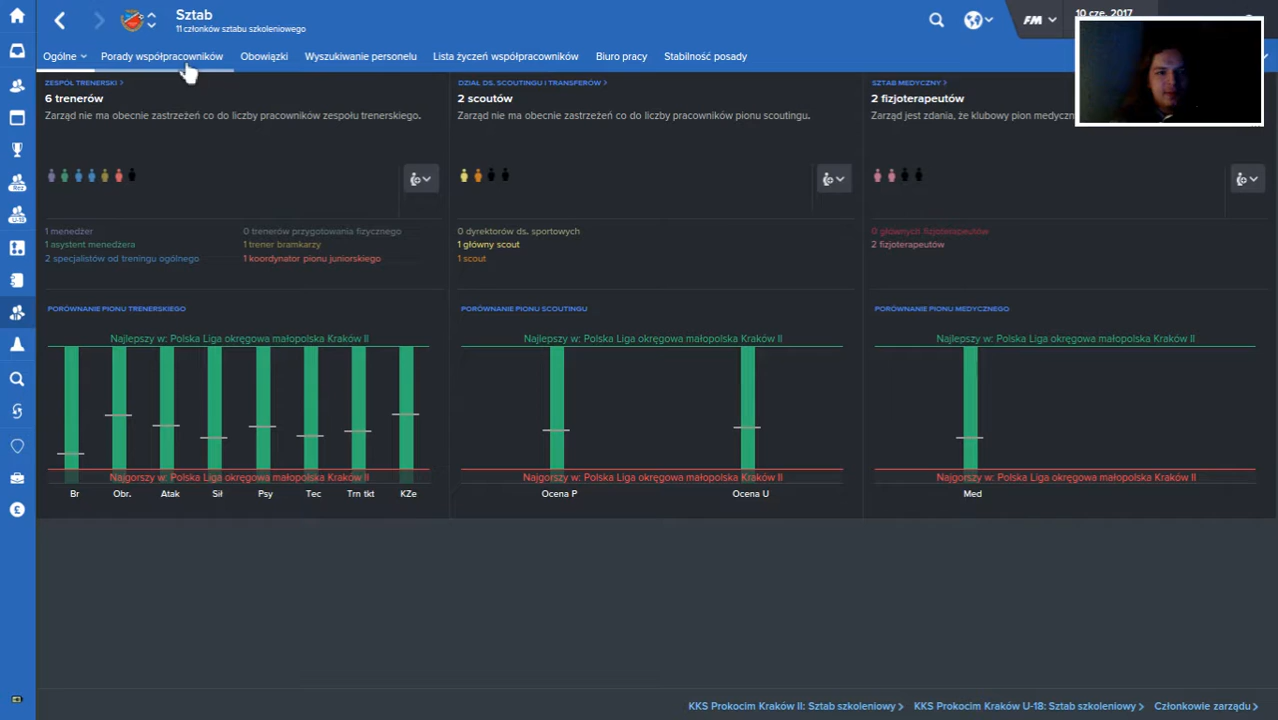 Sztab
11 członków sztabu szkoleniowego
FM
10 cze. 2017
Ogólne
Porady współpracowników
Obowiązki
Wyszukiwanie personelu
Lista życzeń współpracowników
Biuro pracy
Stabilność posady
ZESPÓŁ TRENERSKI
6 trenerów
Zarząd nie ma obecnie zastrzeżeń co do liczby pracowników zespołu trenerskiego.
1 menedżer
1 asystent menedżera
2 specjalistów od treningu ogólnego
0 trenerów przygotowania fizycznego
1 trener bramkarzy
1 koordynator pionu juniorskiego
DZIAŁ DS. SCOUTINGU I TRANSFERÓW
2 scoutów
Zarząd nie ma obecnie zastrzeżeń co do liczby pracowników pionu scoutingu.
0 dyrektorów ds. sportowych
1 główny scout
1 scout
SZTAB MEDYCZNY
2 fizjoterapeutów
Zarząd jest zdania, że klubowy pion medyczn
0 głównych fizjoterapeutów
2 fizjoterapeutów
PORÓWNANIE PIONU TRENERSKIEGO
Najlepszy w: Polska Liga okręgowa małopolska Kraków II
Najgorszy w: Polska Liga okręgowa małopolska Kraków II
Br Obr. Atak Sił Psy Tec Trn tkt KZe
PORÓWNANIE PIONU SCOUTINGU
Najlepszy w: Polska Liga okręgowa małopolska Kraków II
Najgorszy w: Polska Liga okręgowa małopolska Kraków II
Ocena P Ocena U
PORÓWNANIE PIONU MEDYCZNEGO
Najlepszy w: Polska Liga okręgowa małopolska Kraków II
Najgorszy w: Polska Liga okręgowa małopolska Kraków II
Med
KKS Prokocim Kraków II: Sztab szkoleniowy
KKS Prokocim Kraków U-18: Sztab szkoleniowy
Członkowie zarządu